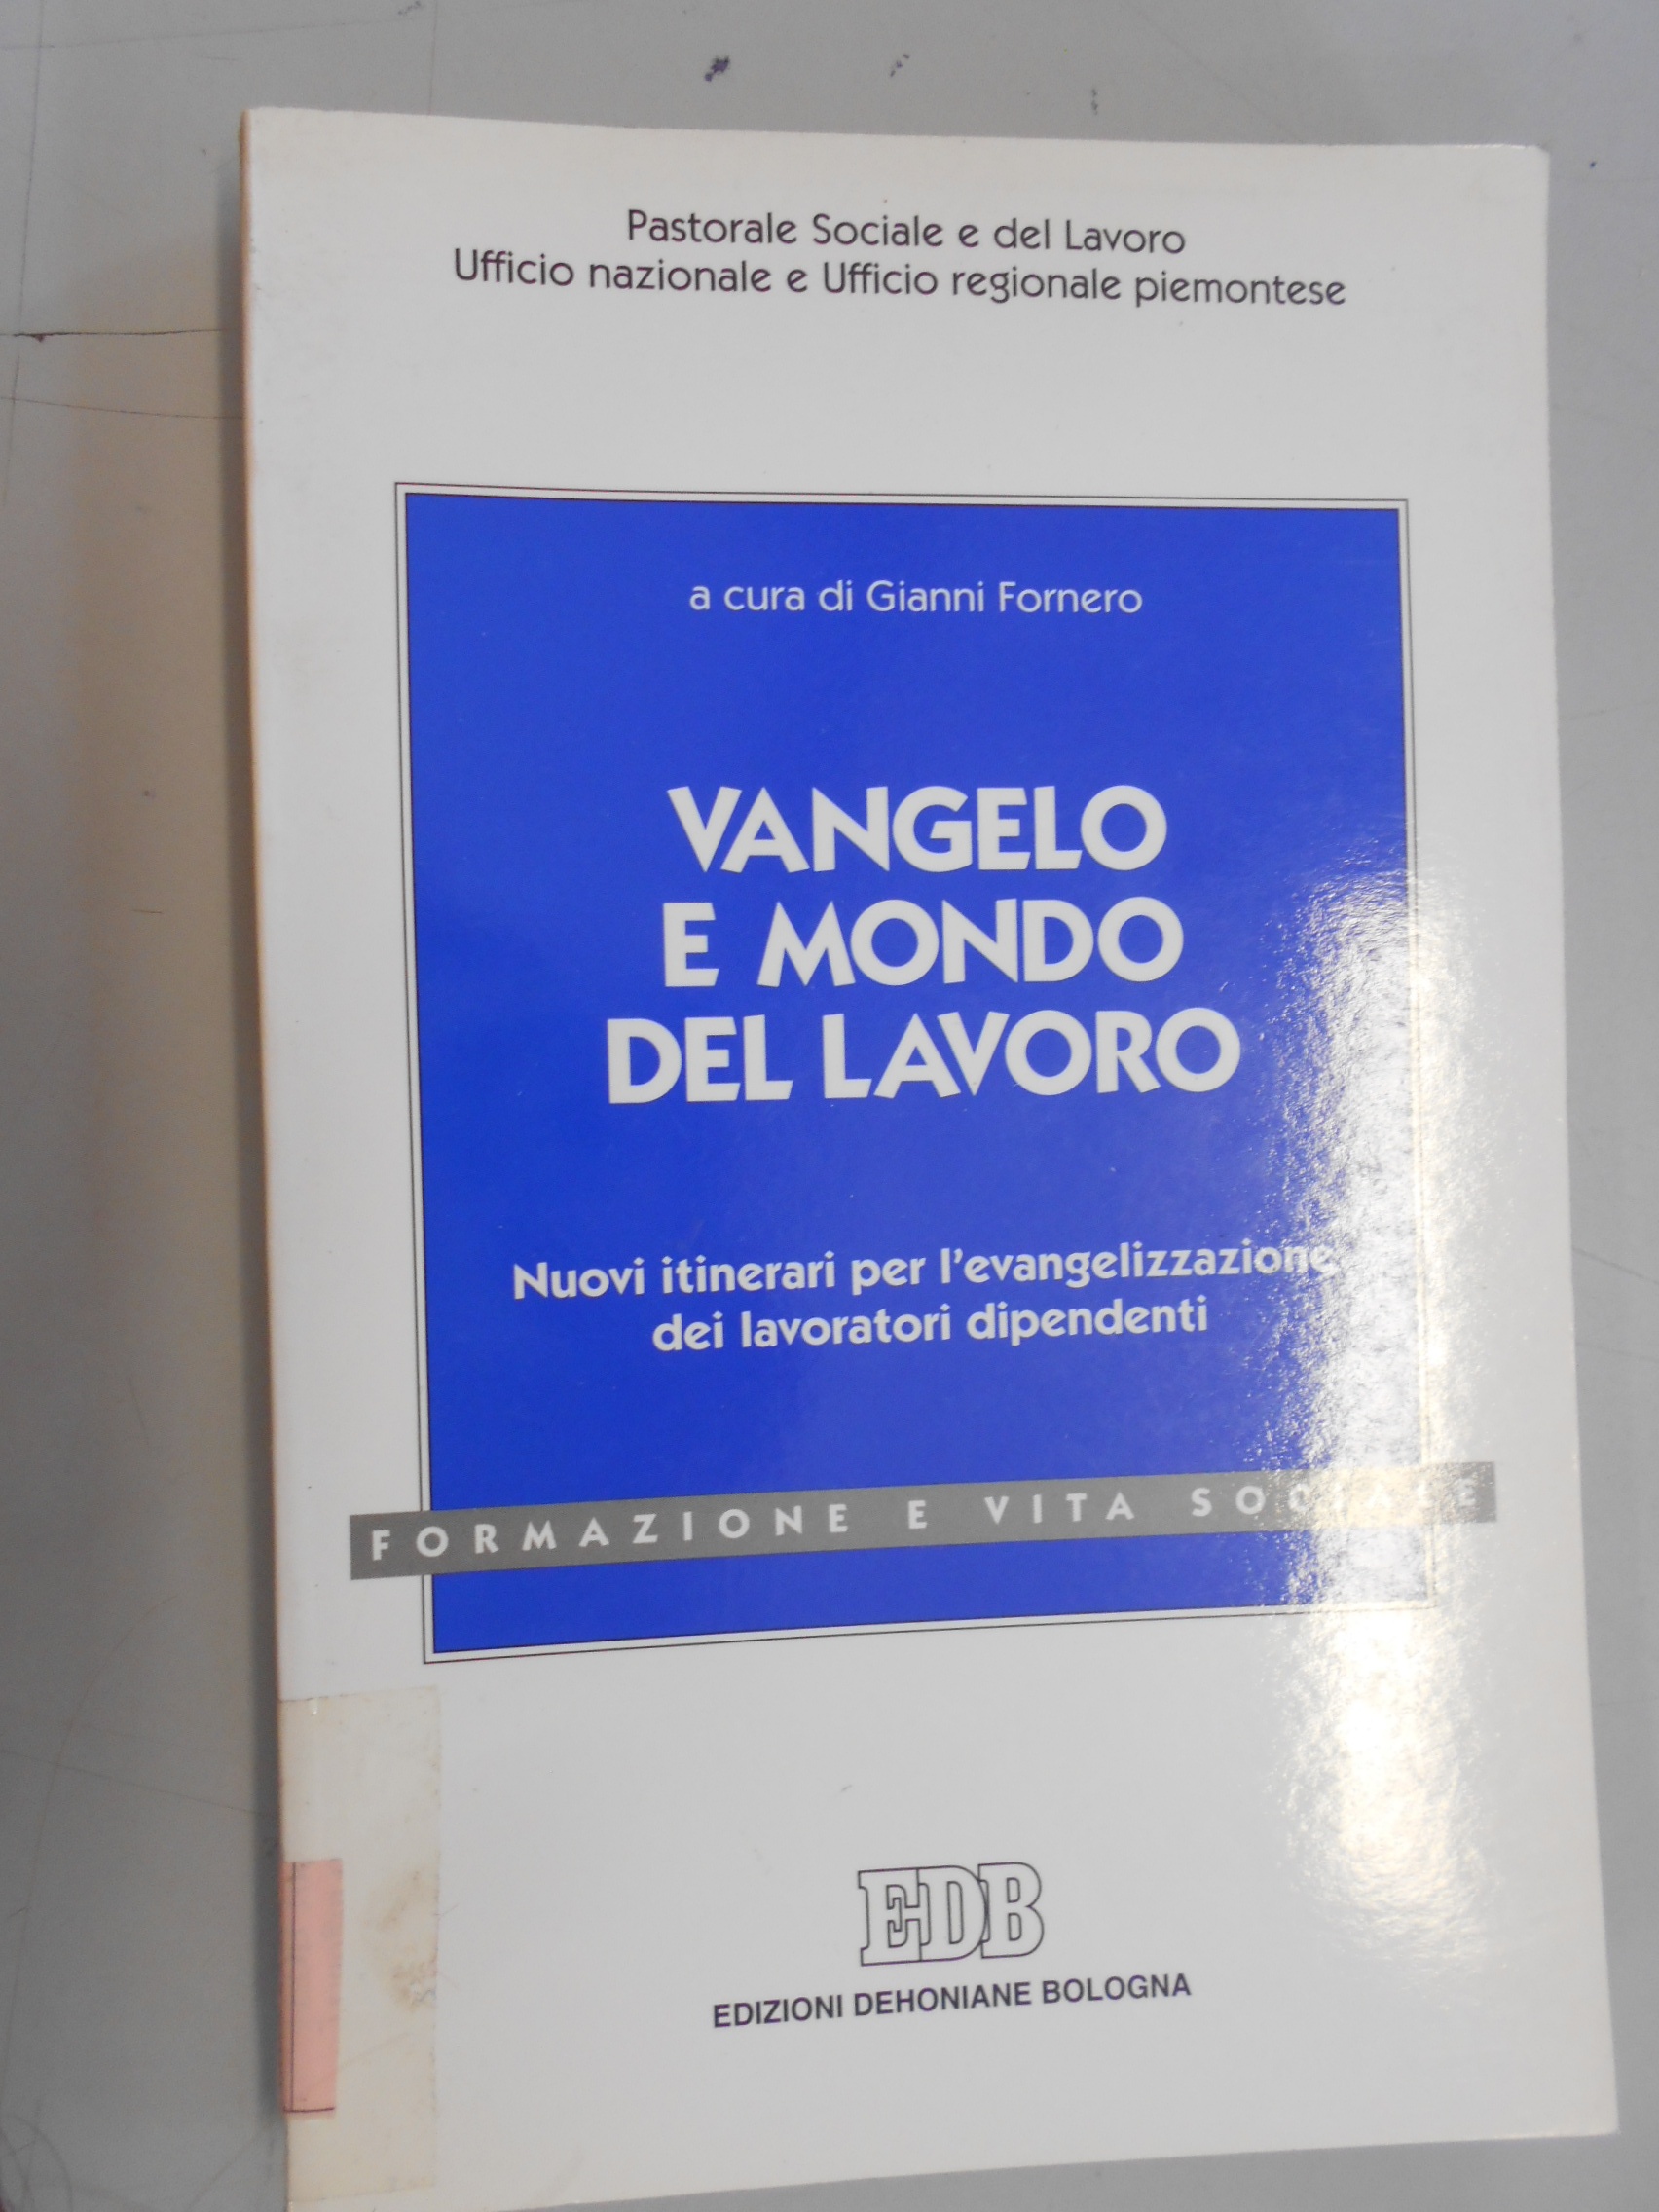 Pastorale Sociale e del Lavoro
Ufficio nazionale e Ufficio regionale piemontese
a cura di Gianni Fornero
VANGELO
E MONDO
DEL LAVORO
Nuovi itinerari per l'evangelizzazione
dei lavoratori dipendenti
FORMAZIONE E VITA SOCIALE
EDB
EDIZIONI DEHONIANE BOLOGNA